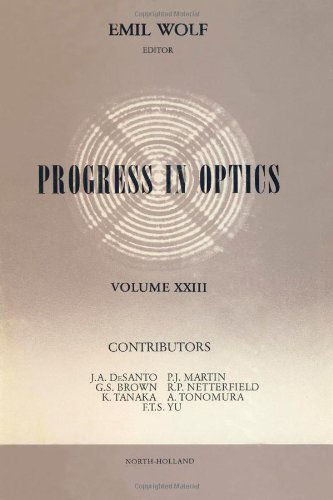 EMIL WOLF
EDITOR
PROGRESS IN OPTICS
VOLUME XXIII
CONTRIBUTORS
J.A. DESANTO P.J. MARTIN
G.S. BROWN R.P. NETTERFIELD
K. TANAKA A. TONOMURA
F.T.S. YU
NORTH-HOLLAND